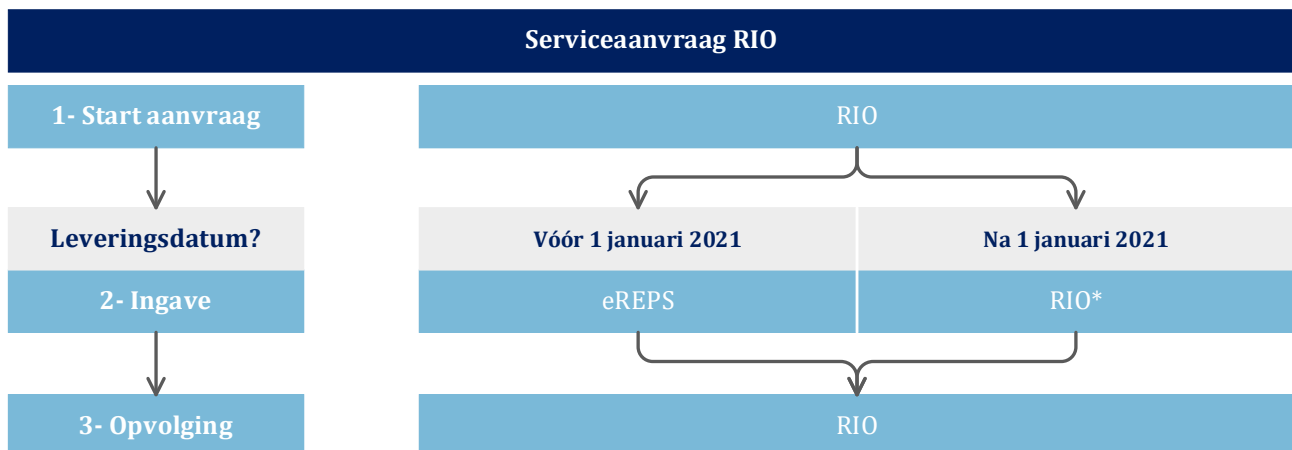 Serviceaanvraag RIO
1- Start aanvraag
RIO
Leveringsdatum?
Vóór 1 januari 2021
Na 1 januari 2021
2- Ingave
eREPS
RIO*
3- Opvolging
RIO